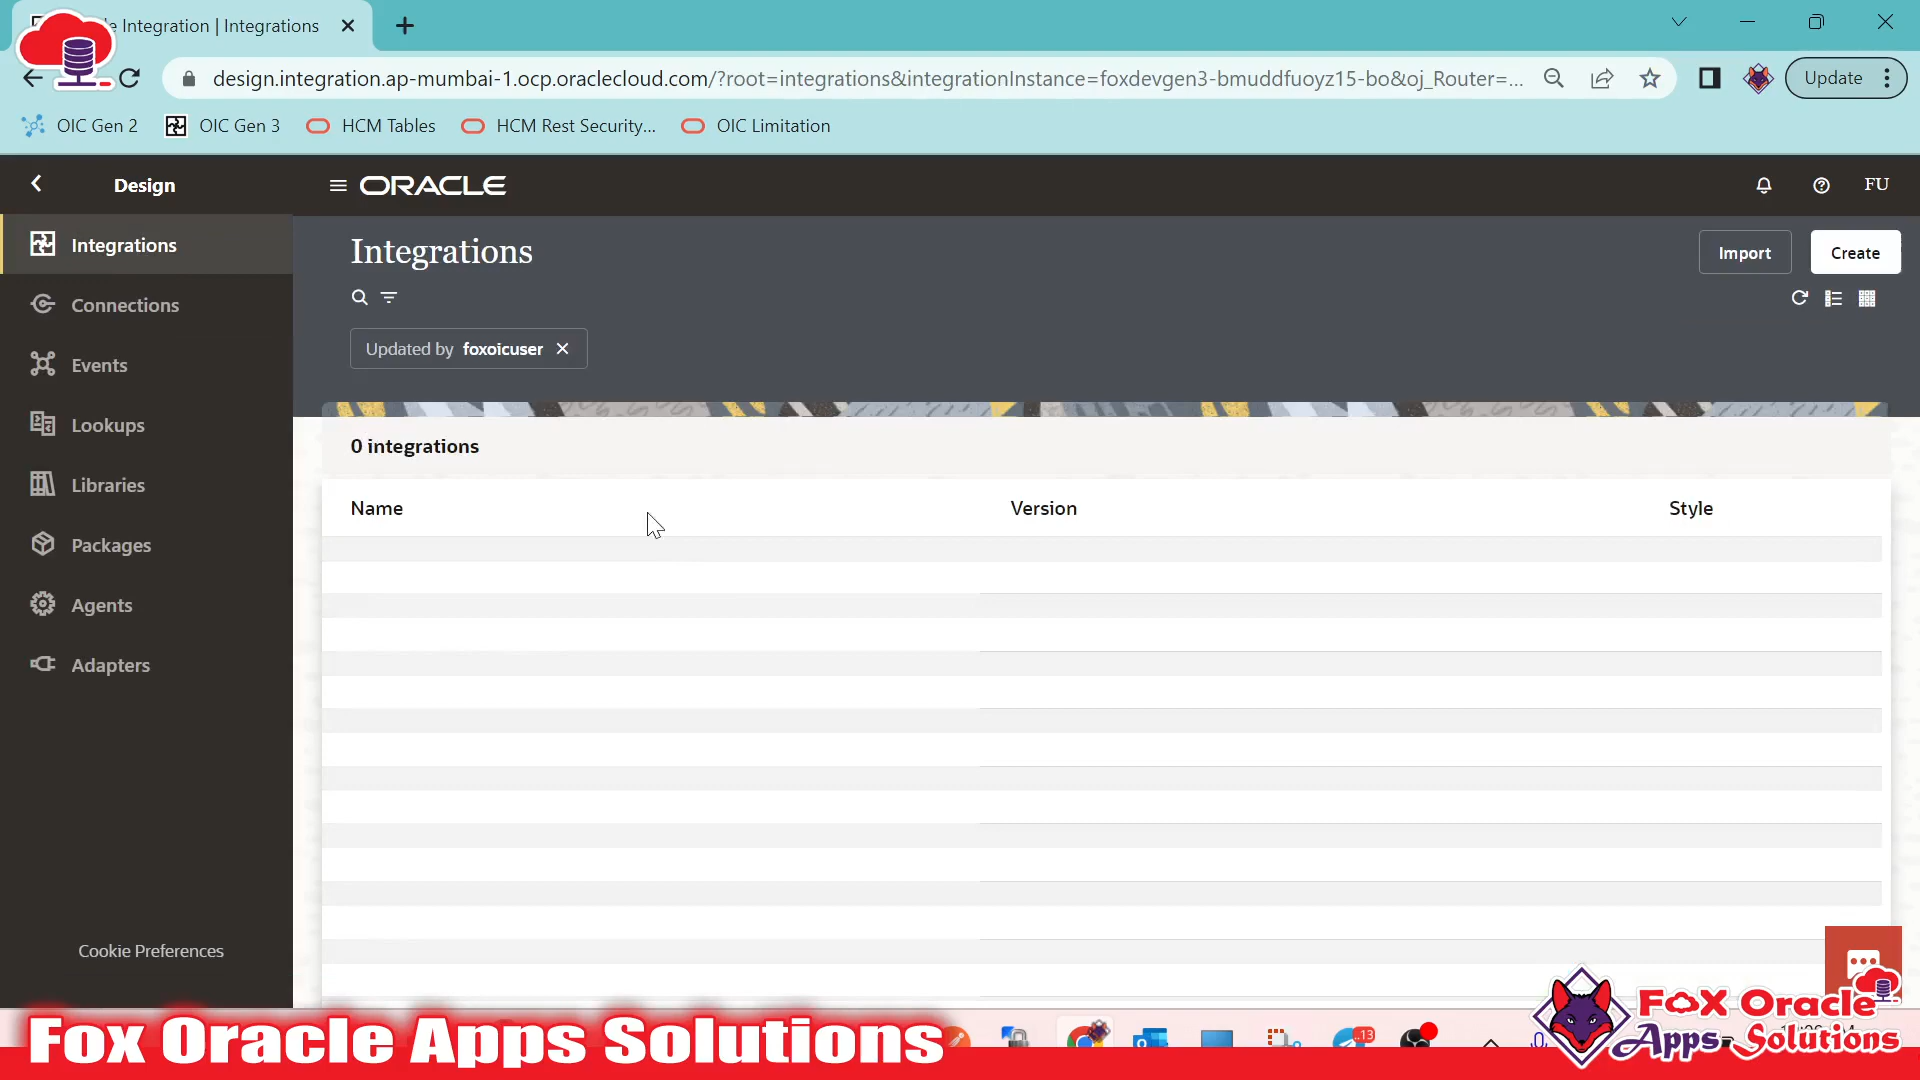 Integration | Integrations
design.integration.ap-mumbai-1.ocp.oraclecloud.com/?root=integrations&integrationInstance=foxdevgen3-bmuddfuoyz15-bo&oj_Router=...
Update
OIC Gen 2
OIC Gen 3
HCM Tables
HCM Rest Security...
OIC Limitation
Design
ORACLE
FU
Integrations
Integrations
Import
Create
Connections
Updated by foxoicuser
Events
Lookups
0 integrations
Libraries
Name
Version
Style
Packages
Agents
Adapters
Cookie Preferences
Fox Oracle Apps Solutions
13
Fox Oracle
Apps Solutions